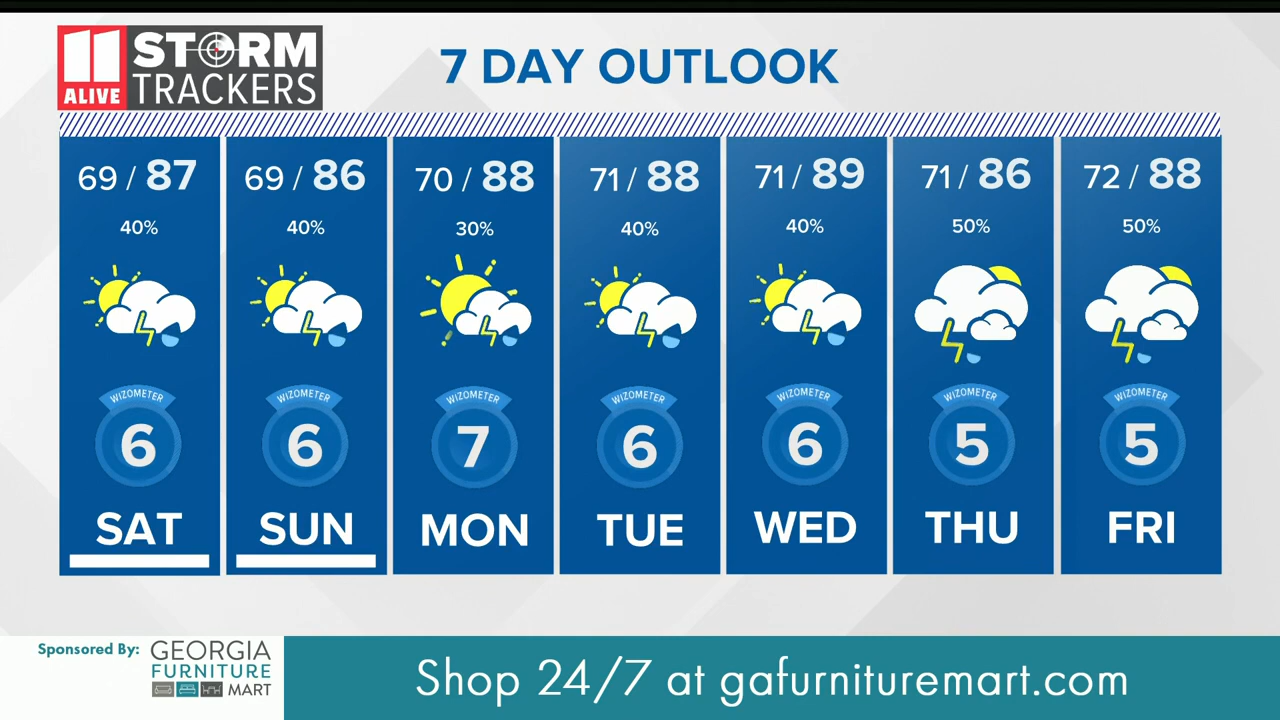 11 ALIVE
STORM
TRACKERS
7 DAY OUTLOOK
69 / 87
40%
WIZOMETER
6
SAT
69 / 86
40%
WIZOMETER
6
SUN
70 / 88
30%
WIZOMETER
7
MON
71 / 88
40%
WIZOMETER
6
TUE
71 / 89
40%
WIZOMETER
6
WED
71 / 86
50%
WIZOMETER
5
THU
72 / 88
50%
WIZOMETER
5
FRI
Sponsored By:
GEORGIA
FURNITURE
MART
Shop 24/7 at gafurnituremart.com